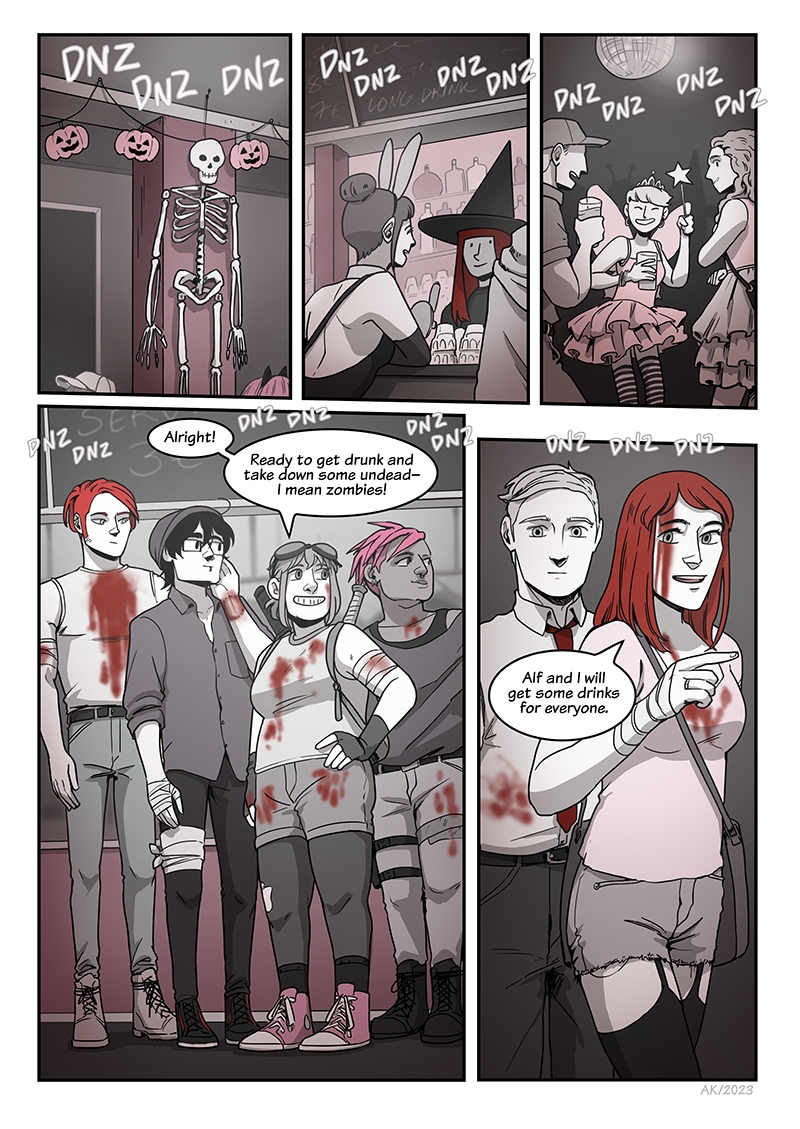 DNZ
DNZ
DNZ
DNZ
DNZ
DNZ
DNZ
7€ LONG DRINK
DNZ
DNZ
DNZ
DNZ
DNZ
DNZ
DNZ
DNZ
DNZ
DNZ
3€
Alright!
Ready to get drunk and
take down some undead–
I mean zombies!
DNZ
DNZ
DNZ
Alf and I will
get some drinks
for everyone.
AK/2023